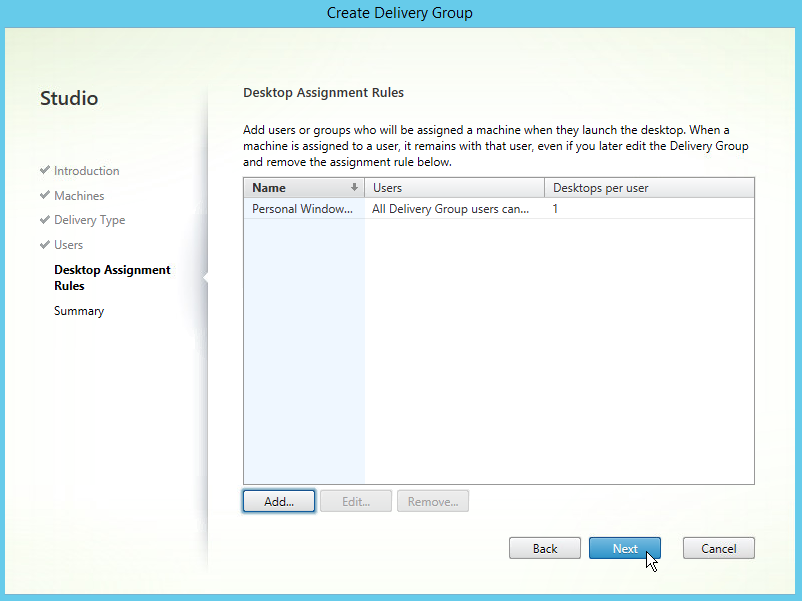 Create Delivery Group
Studio
Introduction
Machines
Delivery Type
Users
Desktop Assignment
Rules
Summary
Desktop Assignment Rules
Add users or groups who will be assigned a machine when they launch the desktop. When a
machine is assigned to a user, it remains with that user, even if you later edit the Delivery Group
and remove the assignment rule below.
Name Users Desktops per user
Personal Window... All Delivery Group users can... 1
Add... Edit... Remove...
Back Next Cancel